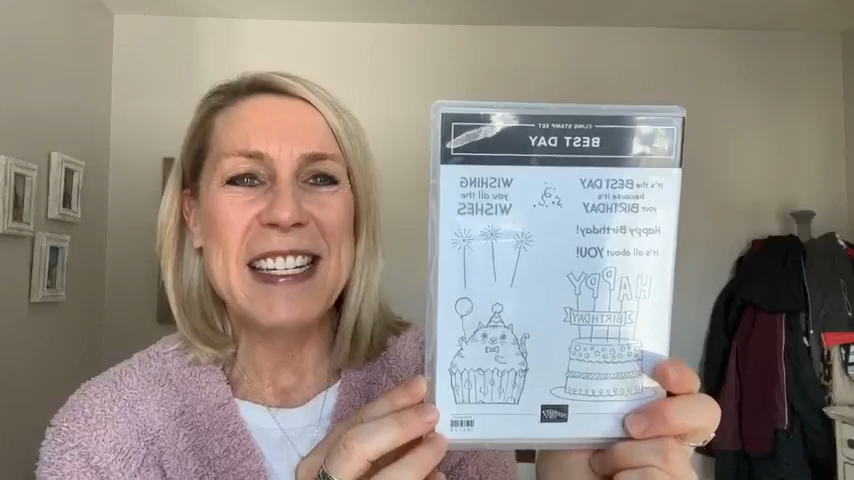 CLING STAMP SET
BEST DAY
WISHING
you all the
WISHES
it's the BEST DAY
because it's
your BIRTHDAY
Happy Birthday!
it's all about YOU!
HAPPY
BIRTHDAY